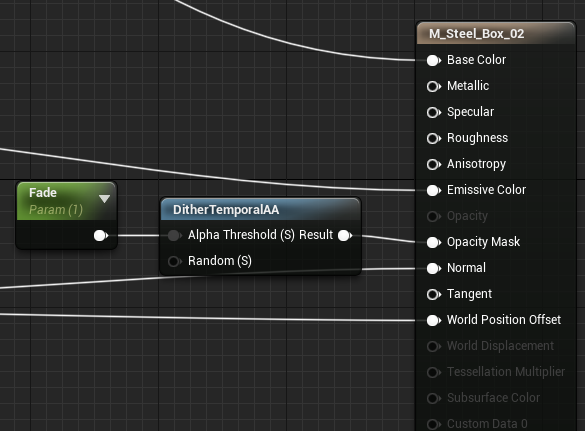 M_Steel_Box_02
Base Color
Metallic
Specular
Roughness
Anisotropy
Emissive Color
Opacity
Opacity Mask
Normal
Tangent
World Position Offset
World Displacement
Tessellation Multiplier
Subsurface Color
Custom Data 0
Fade
Param (1)
DitherTemporalAA
Alpha Threshold (S) Result
Random (S)